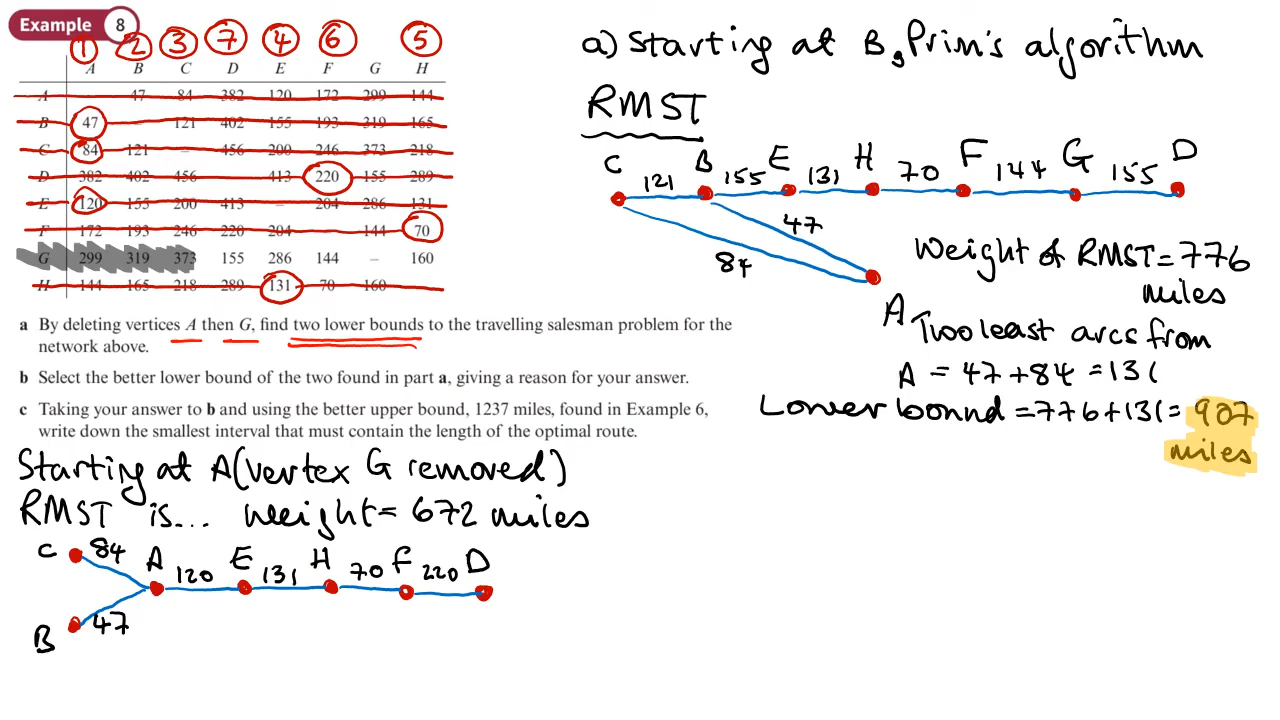 Example 8
1 2 3 7 4 6 5
A B C D E F G H
A – 47 84 382 120 172 299 144
B 47 – 121 402 155 193 319 165
C 84 121 – 456 200 246 373 218
D 382 402 456 – 413 220 155 289
E 120 155 200 413 – 204 286 131
F 172 193 246 220 204 – 144 70
G 299 319 373 155 286 144 – 160
H 144 165 218 289 131 70 160 –
a By deleting vertices A then G, find two lower bounds to the travelling salesman problem for the
network above.
b Select the better lower bound of the two found in part a, giving a reason for your answer.
c Taking your answer to b and using the better upper bound, 1237 miles, found in Example 6,
write down the smallest interval that must contain the length of the optimal route.
Starting at A (vertex G removed)
RMST is... weight = 672 miles
C 84 A 120 E 131 H 70 F 220 D
B 47
a) Starting at B, Prim's algorithm
RMST
C 121 B 155 E 131 H 70 F 144 G 155 D
47
84
A
Weight of RMST = 776
miles
Two least arcs from
A = 47 + 84 = 131
Lower bound = 776 + 131 = 907
miles